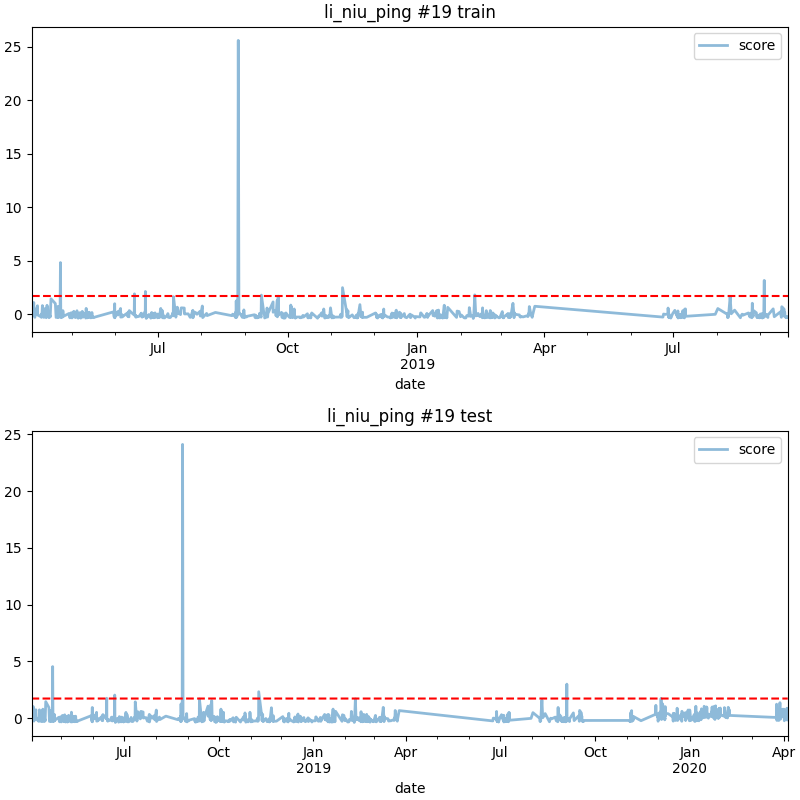 li_niu_ping #19 train
score
25
20
15
10
5
0
Jul Oct Jan Apr Jul
2019
date
li_niu_ping #19 test
score
25
20
15
10
5
0
Jul Oct Jan Apr Jul Oct Jan Apr
2019 2020
date